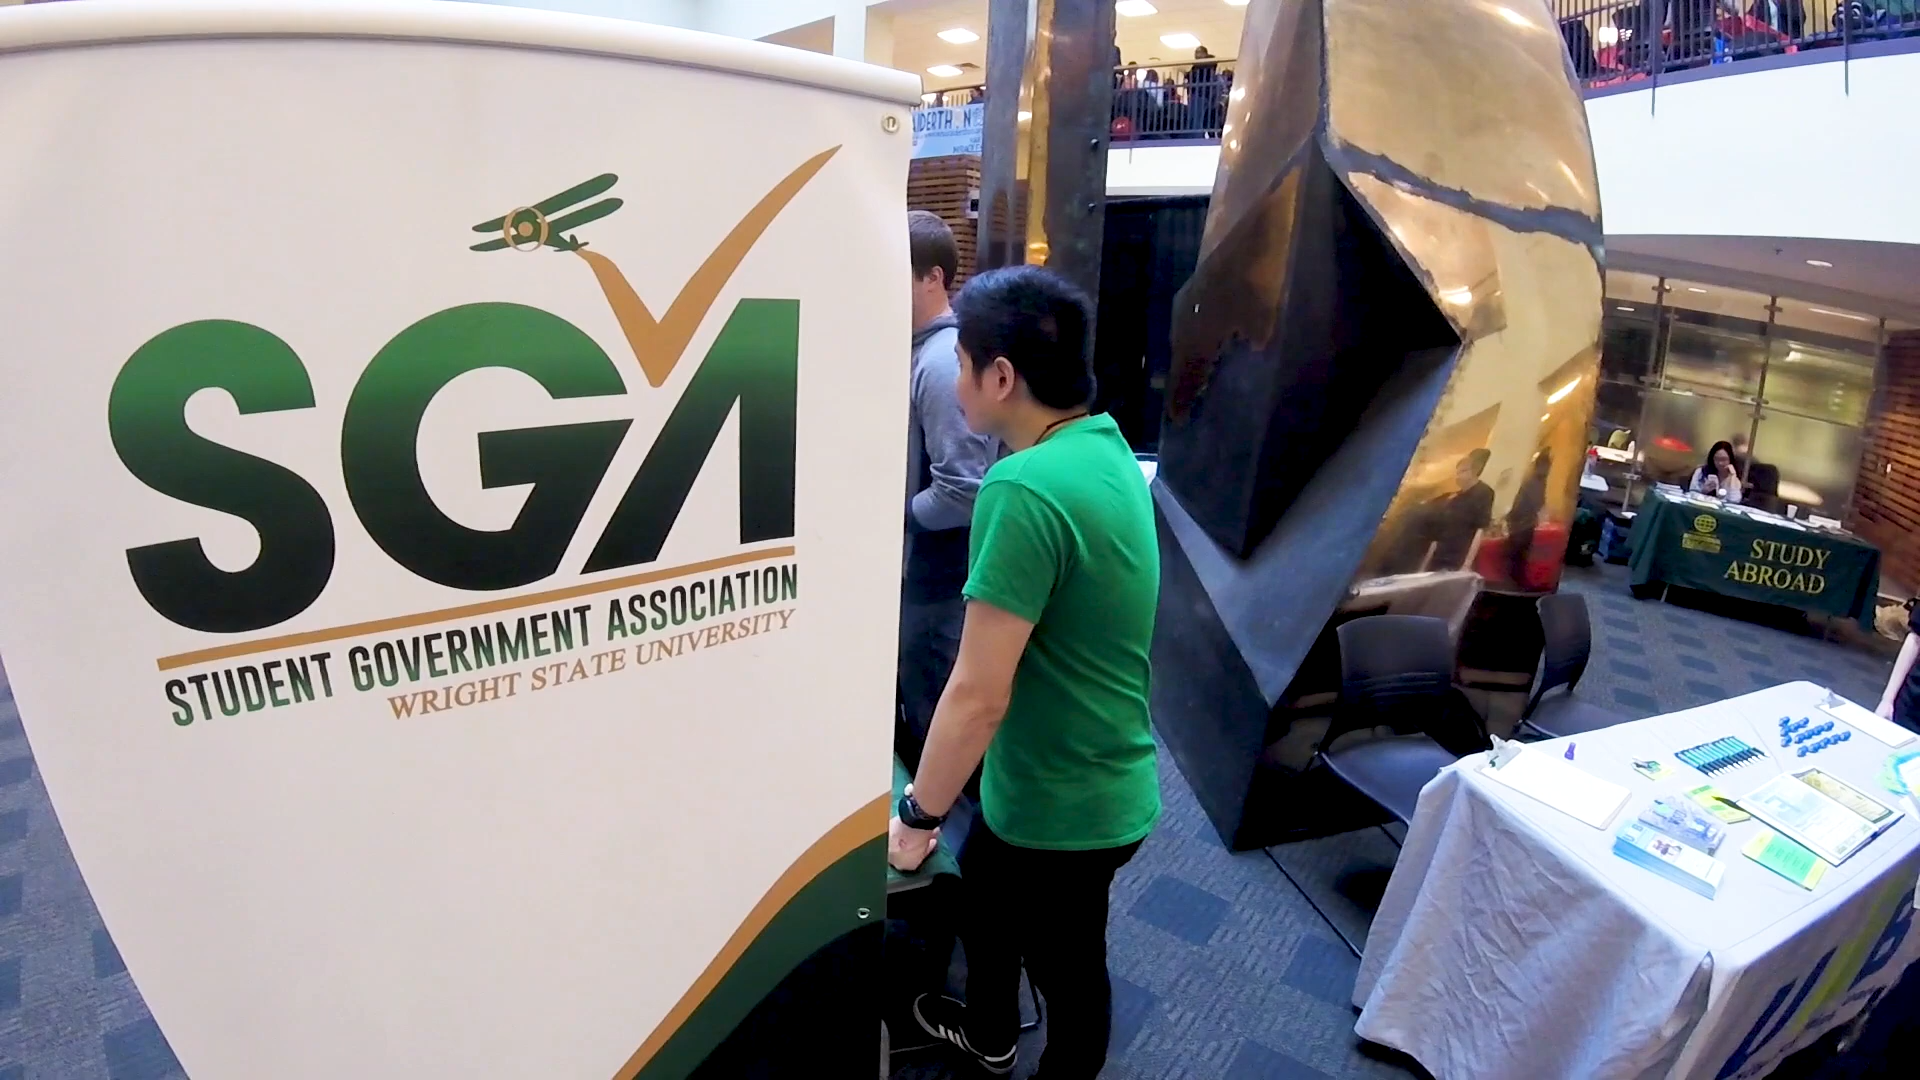 SGA
STUDENT GOVERNMENT ASSOCIATION
WRIGHT STATE UNIVERSITY
STUDY
ABROAD